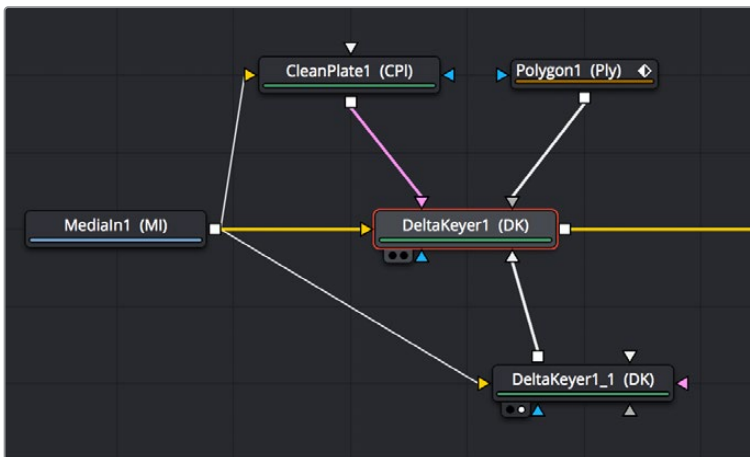 CleanPlate1 (CPl)
Polygon1 (Ply)
MediaIn1 (MI)
DeltaKeyer1 (DK)
DeltaKeyer1_1 (DK)